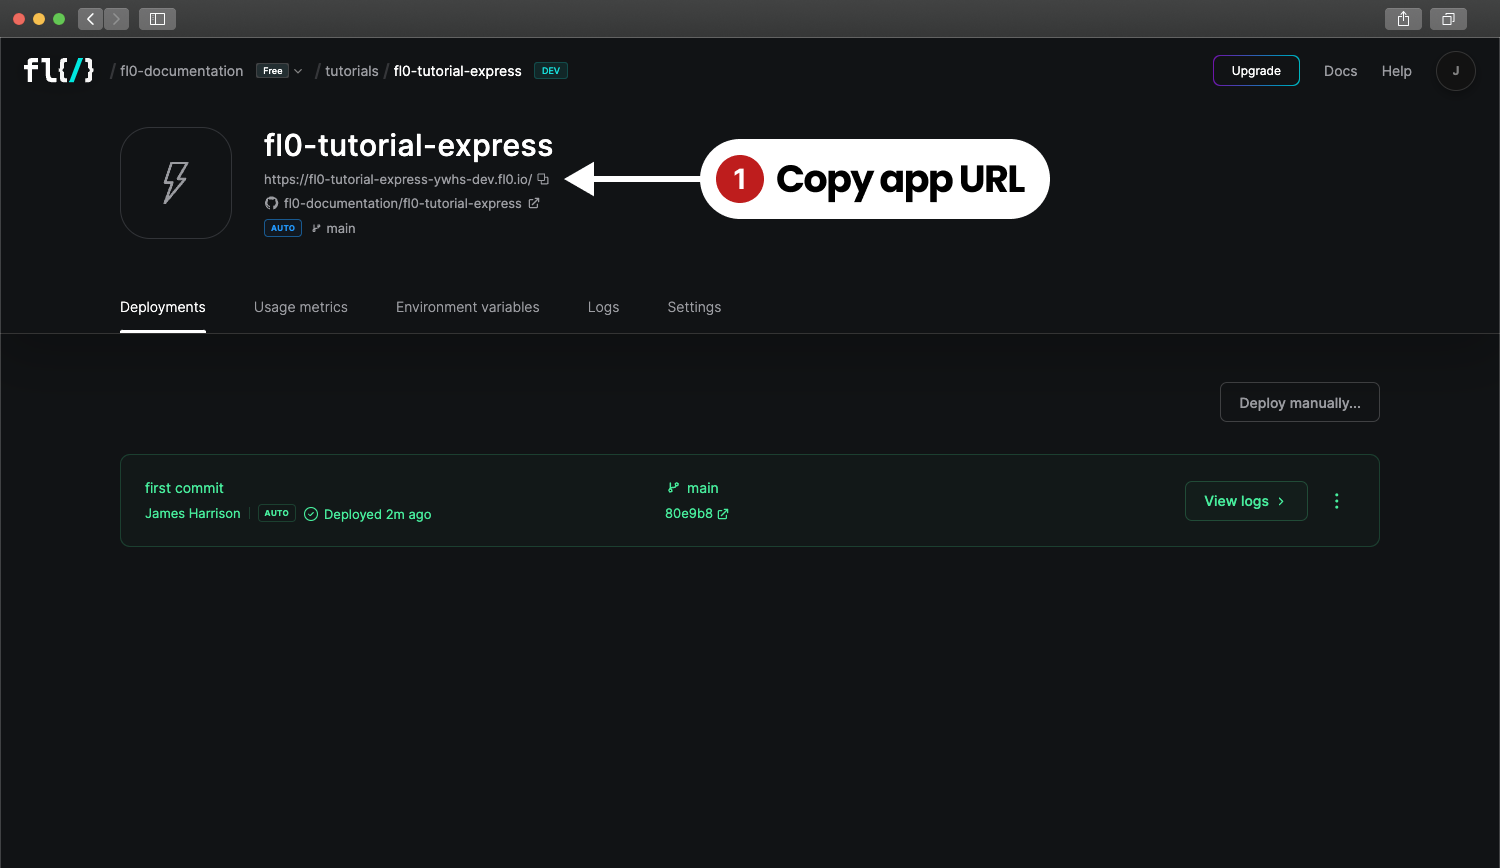 fl{/}
/ fl0-documentation Free / tutorials / fl0-tutorial-express DEV
Upgrade Docs Help J
fl0-tutorial-express
https://fl0-tutorial-express-ywhs-dev.fl0.io/
1 Copy app URL
fl0-documentation/fl0-tutorial-express
AUTO main
Deployments Usage metrics Environment variables Logs Settings
Deploy manually...
first commit
James Harrison AUTO Deployed 2m ago
main
80e9b8
View logs